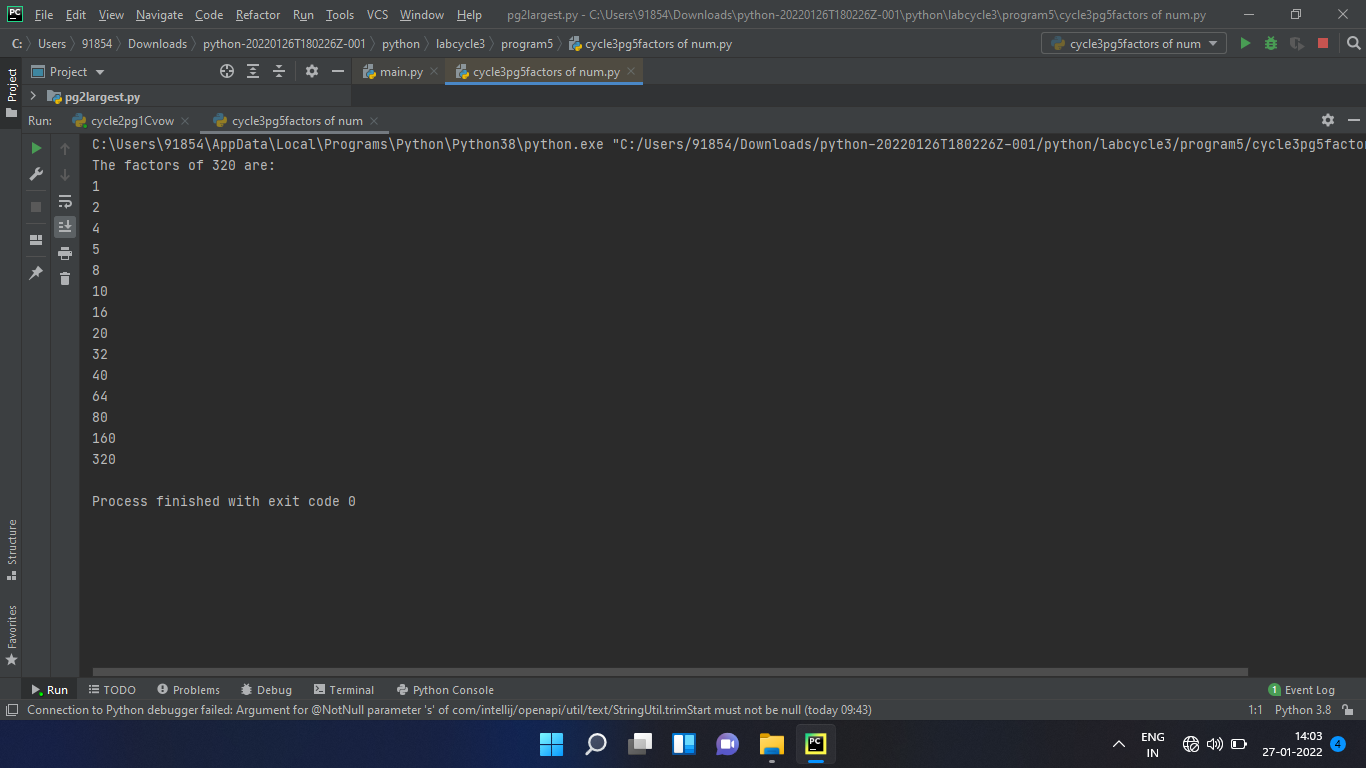 PC File Edit View Navigate Code Refactor Run Tools VCS Window Help pg2largest.py - C:\Users\91854\Downloads\python-20220126T180226Z-001\python\labcycle3\program5\cycle3pg5factors of num.py
C: Users 91854 Downloads python-20220126T180226Z-001 python labcycle3 program5 cycle3pg5factors of num.py cycle3pg5factors of num
Project Project main.py cycle3pg5factors of num.py
pg2largest.py
Run: cycle2pg1Cvow cycle3pg5factors of num
C:\Users\91854\AppData\Local\Programs\Python\Python38\python.exe "C:/Users/91854/Downloads/python-20220126T180226Z-001/python/labcycle3/program5/cycle3pg5facto
The factors of 320 are:
1
2
4
5
8
10
16
20
32
40
64
80
160
320
Process finished with exit code 0
Structure
Favorites
Run TODO Problems Debug Terminal Python Console 1 Event Log
Connection to Python debugger failed: Argument for @NotNull parameter 's' of com/intellij/openapi/util/text/StringUtil.trimStart must not be null (today 09:43) 1:1 Python 3.8
PC ENG 14:03
IN 27-01-2022 4